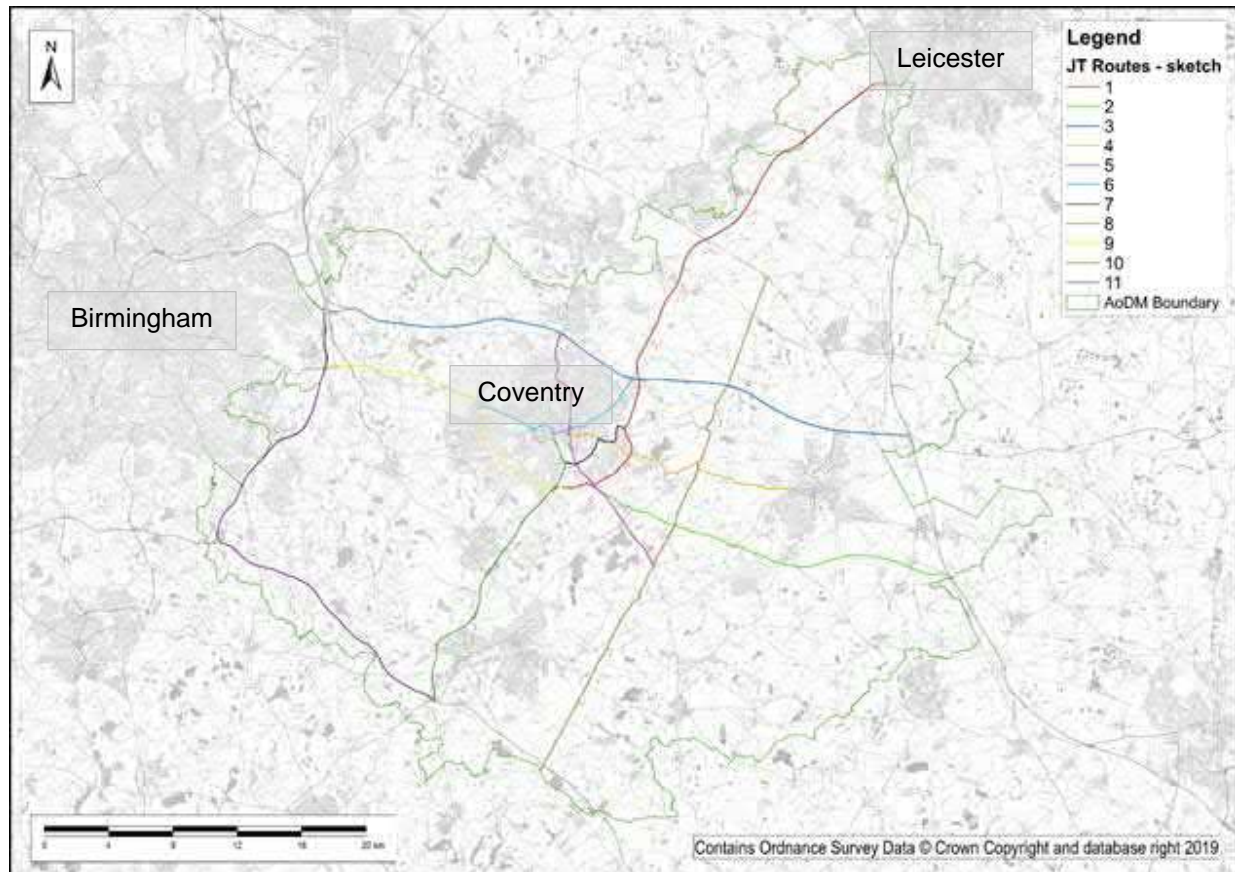 N
Leicester
Birmingham
Coventry
Legend
JT Routes - sketch
1
2
3
4
5
6
7
8
9
10
11
AoDM Boundary
0 4 8 12 16 20 km
Contains Ordnance Survey Data © Crown Copyright and database right 2019